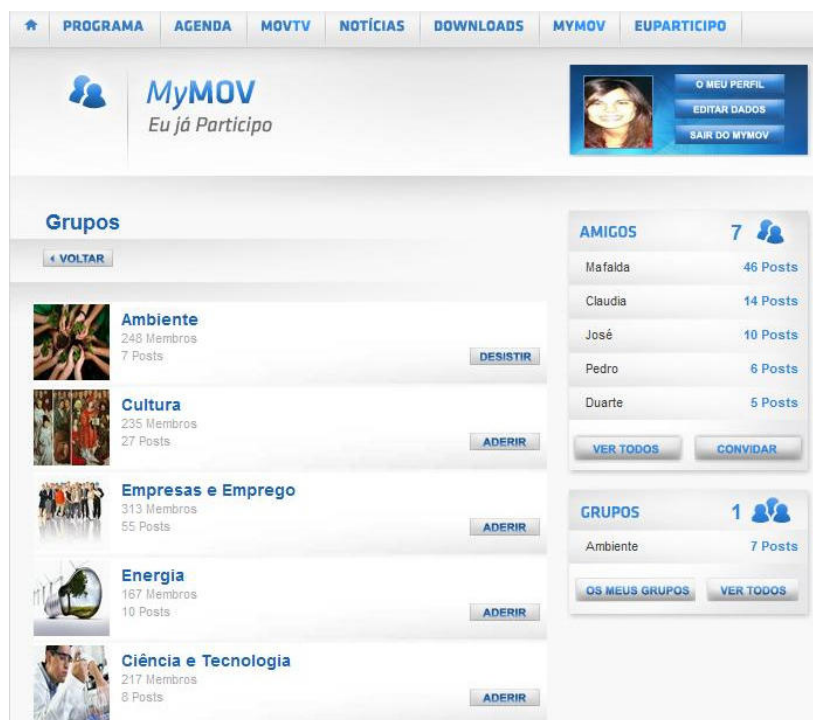 PROGRAMA AGENDA MOVTV NOTÍCIAS DOWNLOADS MYMOV EUPARTICIPO
MyMOV
Eu já Participo
O MEU PERFIL
EDITAR DADOS
SAIR DO MYMOV
Grupos
VOLTAR
Ambiente
248 Membros
7 Posts
DESISTIR
Cultura
235 Membros
27 Posts
ADERIR
Empresas e Emprego
313 Membros
55 Posts
ADERIR
Energia
167 Membros
10 Posts
ADERIR
Ciência e Tecnologia
217 Membros
8 Posts
ADERIR
AMIGOS 7
Mafalda 46 Posts
Claudia 14 Posts
José 10 Posts
Pedro 6 Posts
Duarte 5 Posts
VER TODOS CONVIDAR
GRUPOS 1
Ambiente 7 Posts
OS MEUS GRUPOS VER TODOS